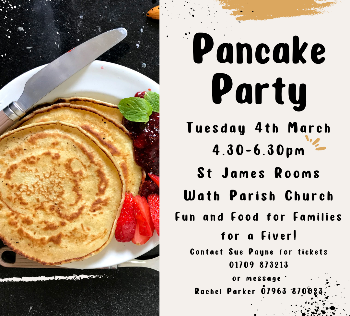 Pancake
Party
Tuesday 4th March
4.30-6.30pm
St James Rooms
Wath Parish Church
Fun and Food for Families
for a Fiver!
Contact Sue Payne for tickets
01709 873213
or message
Rachel Parker 07963 870023